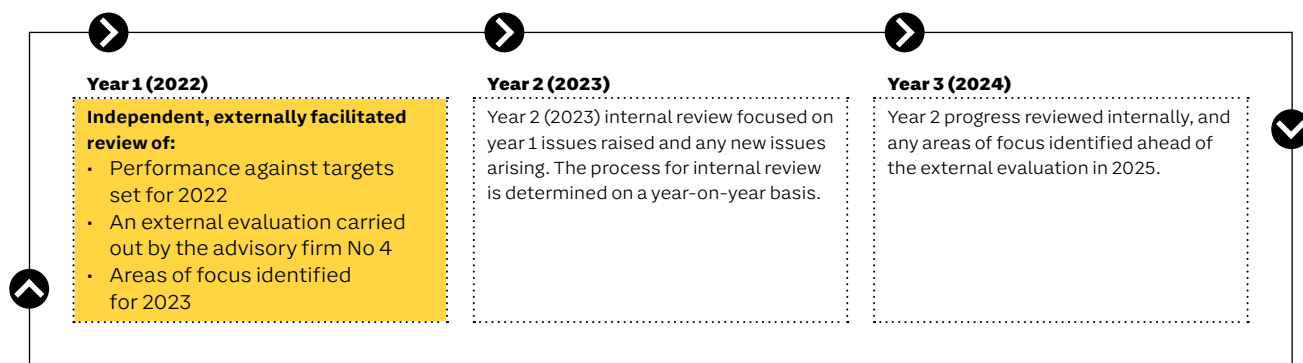 Year 1 (2022)
Independent, externally facilitated
review of:
• Performance against targets
set for 2022
• An external evaluation carried
out by the advisory firm No 4
• Areas of focus identified
for 2023
Year 2 (2023)
Year 2 (2023) internal review focused on
year 1 issues raised and any new issues
arising. The process for internal review
is determined on a year-on-year basis.
Year 3 (2024)
Year 2 progress reviewed internally, and
any areas of focus identified ahead of
the external evaluation in 2025.